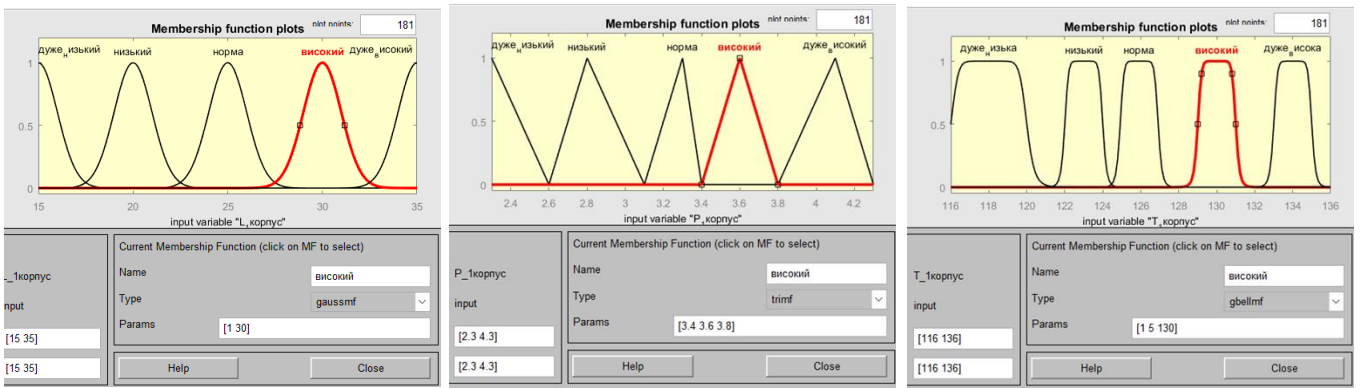 Membership function plots
plot points:
181
дуже_низький
низький
норма
високий
дуже_високий
1
0.5
0
15
20
25
30
35
input variable "L_1корпус"
Current Membership Function (click on MF to select)
L_1корпус
Name
високий
input
Type
gaussmf
Params
[1 30]
[15 35]
[15 35]
Help
Close
Membership function plots
plot points:
181
дуже_низький
низький
норма
високий
дуже_високий
1
0.5
0
2.4
2.6
2.8
3
3.2
3.4
3.6
3.8
4
4.2
input variable "P_1корпус"
Current Membership Function (click on MF to select)
P_1корпус
Name
високий
input
Type
trimf
Params
[3.4 3.6 3.8]
[2.3 4.3]
[2.3 4.3]
Help
Close
Membership function plots
plot points:
181
дуже_низька
низький
норма
високий
дуже_висока
1
0.5
0
116
118
120
122
124
126
128
130
132
134
136
input variable "T_1корпус"
Current Membership Function (click on MF to select)
T_1корпус
Name
високий
input
Type
gbellmf
Params
[1 5 130]
[116 136]
[116 136]
Help
Close